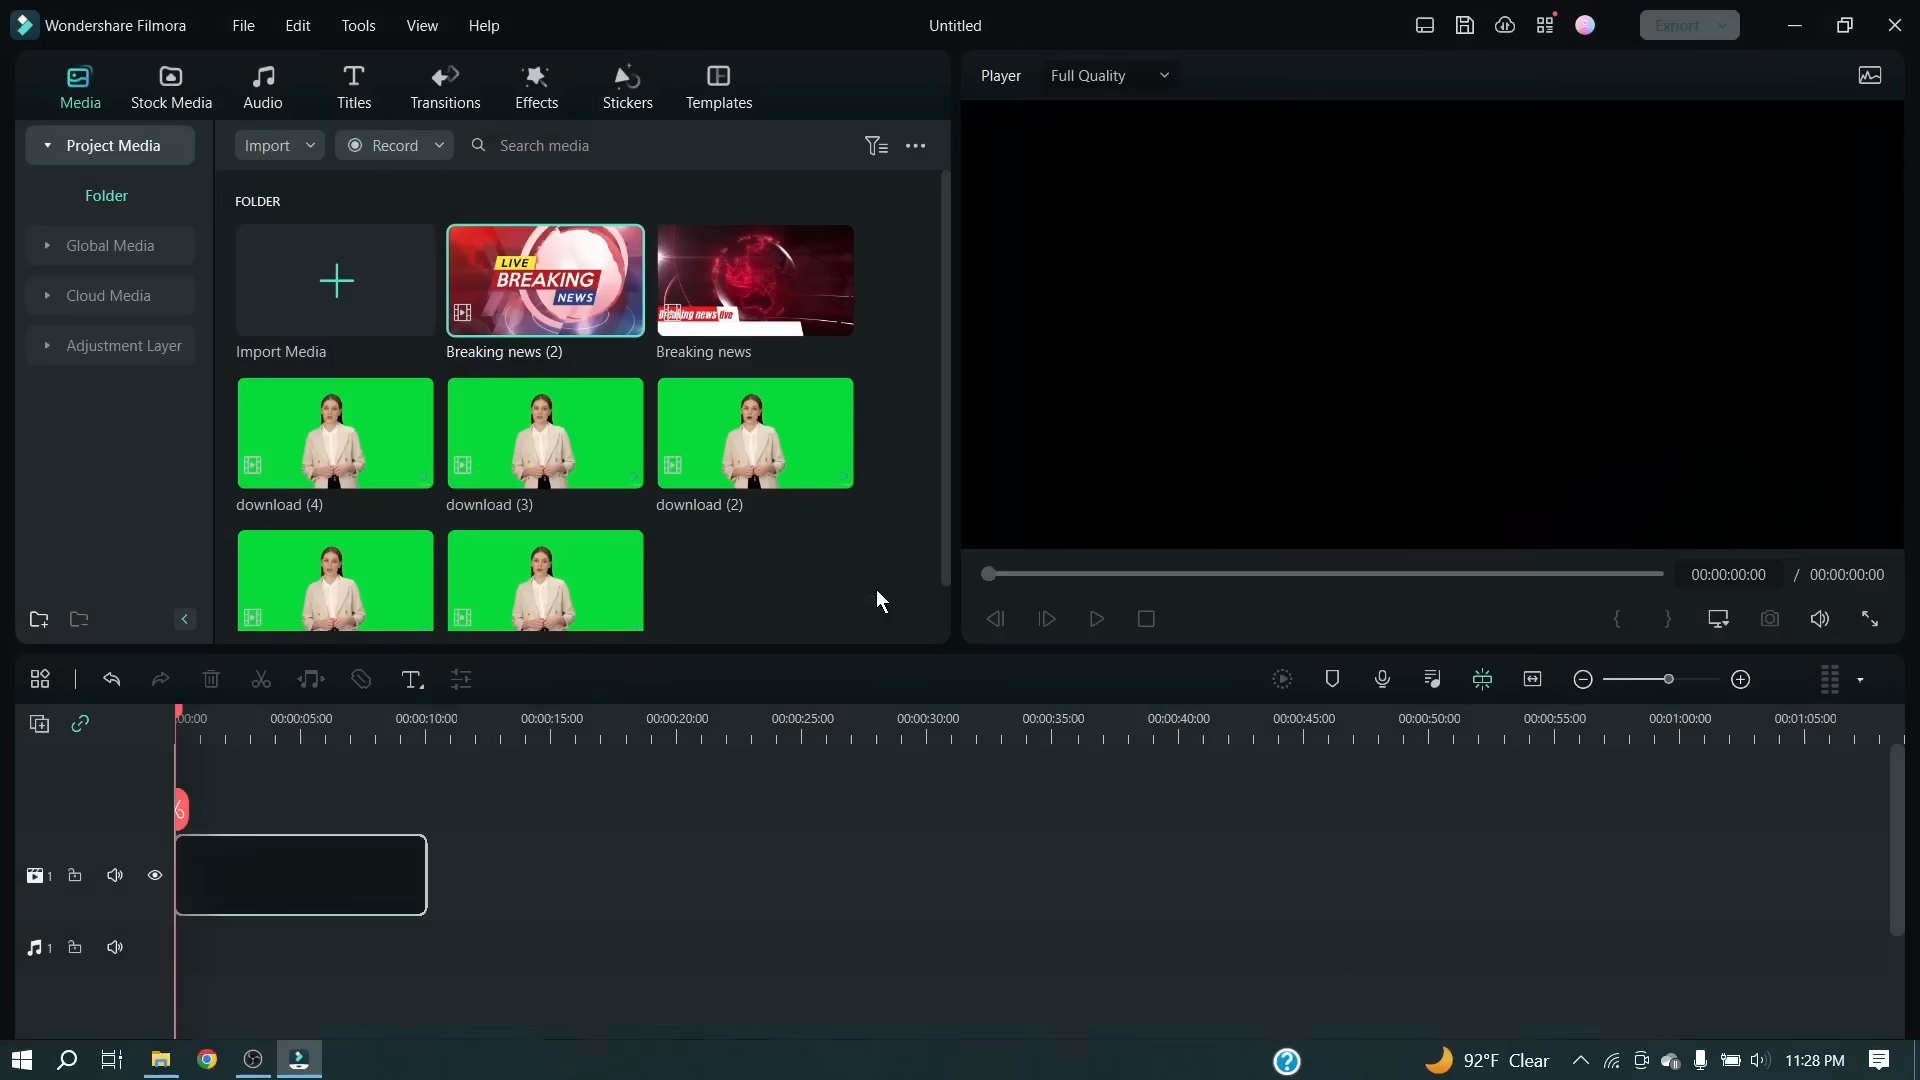 Wondershare Filmora File Edit Tools View Help Untitled Export
Media Stock Media Audio Titles Transitions Effects Stickers Templates
Player Full Quality
Project Media
Import Record Search media
Folder
Global Media
Cloud Media
Adjustment Layer
FOLDER
LIVE
BREAKING
NEWS
Breaking news live
Import Media Breaking news (2) Breaking news
download (4) download (3) download (2)
00:00:00:00 / 00:00:00:00
:00:00 00:00:05:00 00:00:10:00 00:00:15:00 00:00:20:00 00:00:25:00 00:00:30:00 00:00:35:00 00:00:40:00 00:00:45:00 00:00:50:00 00:00:55:00 00:01:00:00 00:01:05:00
1
1
92°F Clear 11:28 PM